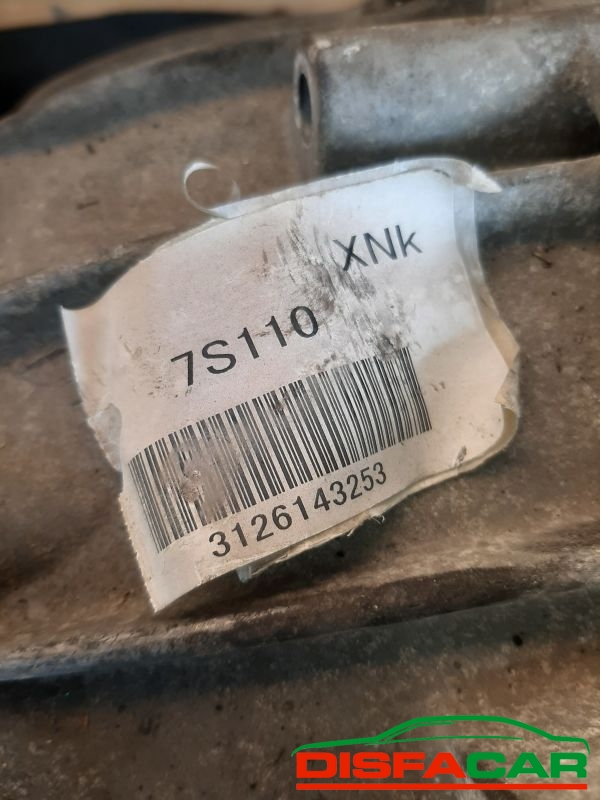 XNk
7S110
3126143253
DISFACAR